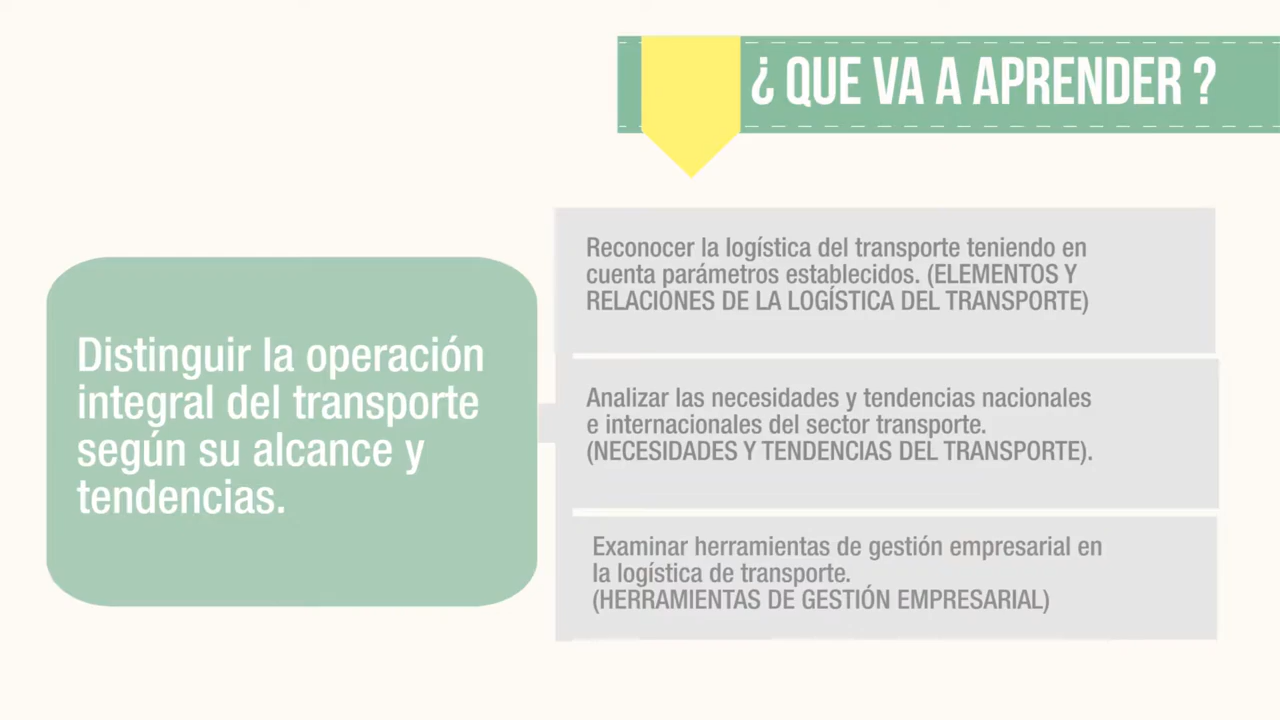 ¿ QUE VA A APRENDER ?
Distinguir la operación
integral del transporte
según su alcance y
tendencias.
Reconocer la logística del transporte teniendo en
cuenta parámetros establecidos. (ELEMENTOS Y
RELACIONES DE LA LOGÍSTICA DEL TRANSPORTE)
Analizar las necesidades y tendencias nacionales
e internacionales del sector transporte.
(NECESIDADES Y TENDENCIAS DEL TRANSPORTE).
Examinar herramientas de gestión empresarial en
la logística de transporte.
(HERRAMIENTAS DE GESTIÓN EMPRESARIAL)